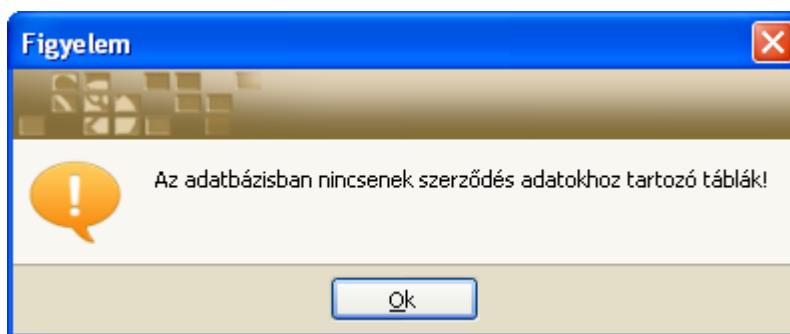 Figyelem
Az adatbázisban nincsenek szerződés adatokhoz tartozó táblák!
Ok